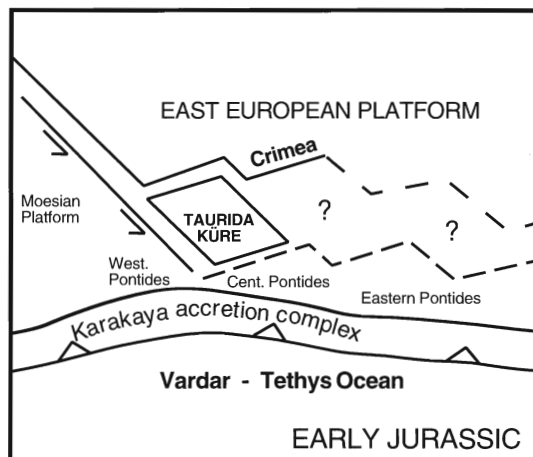 EAST EUROPEAN PLATFORM
Crimea
Moesian
Platform
TAURIDA
KÜRE
?
?
West.
Pontides
Cent. Pontides
Eastern Pontides
Karakaya accretion complex
Vardar - Tethys Ocean
EARLY JURASSIC